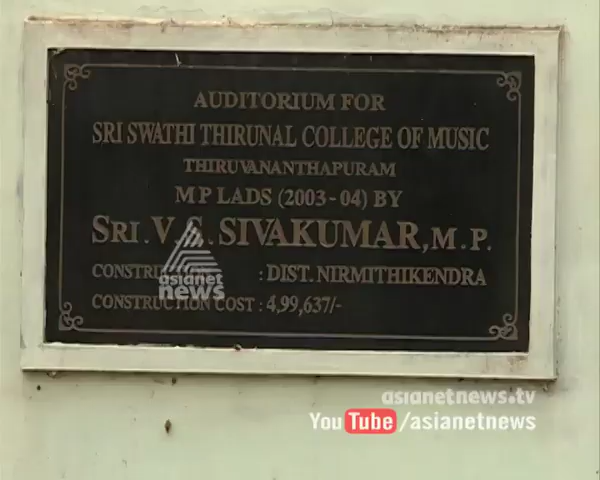 AUDITORIUM FOR
SRI SWATHI THIRUNAL COLLEGE OF MUSIC
THIRUVANANTHAPURAM
M P LADS (2003 - 04) BY
SRI . V. S. SIVAKUMAR, M. P.
: DIST. NIRMITHIKENDRA
CONSTRUCTION COST : 4,99,637/-
asianet
news
asianetnews.tv
YouTube /asianetnews